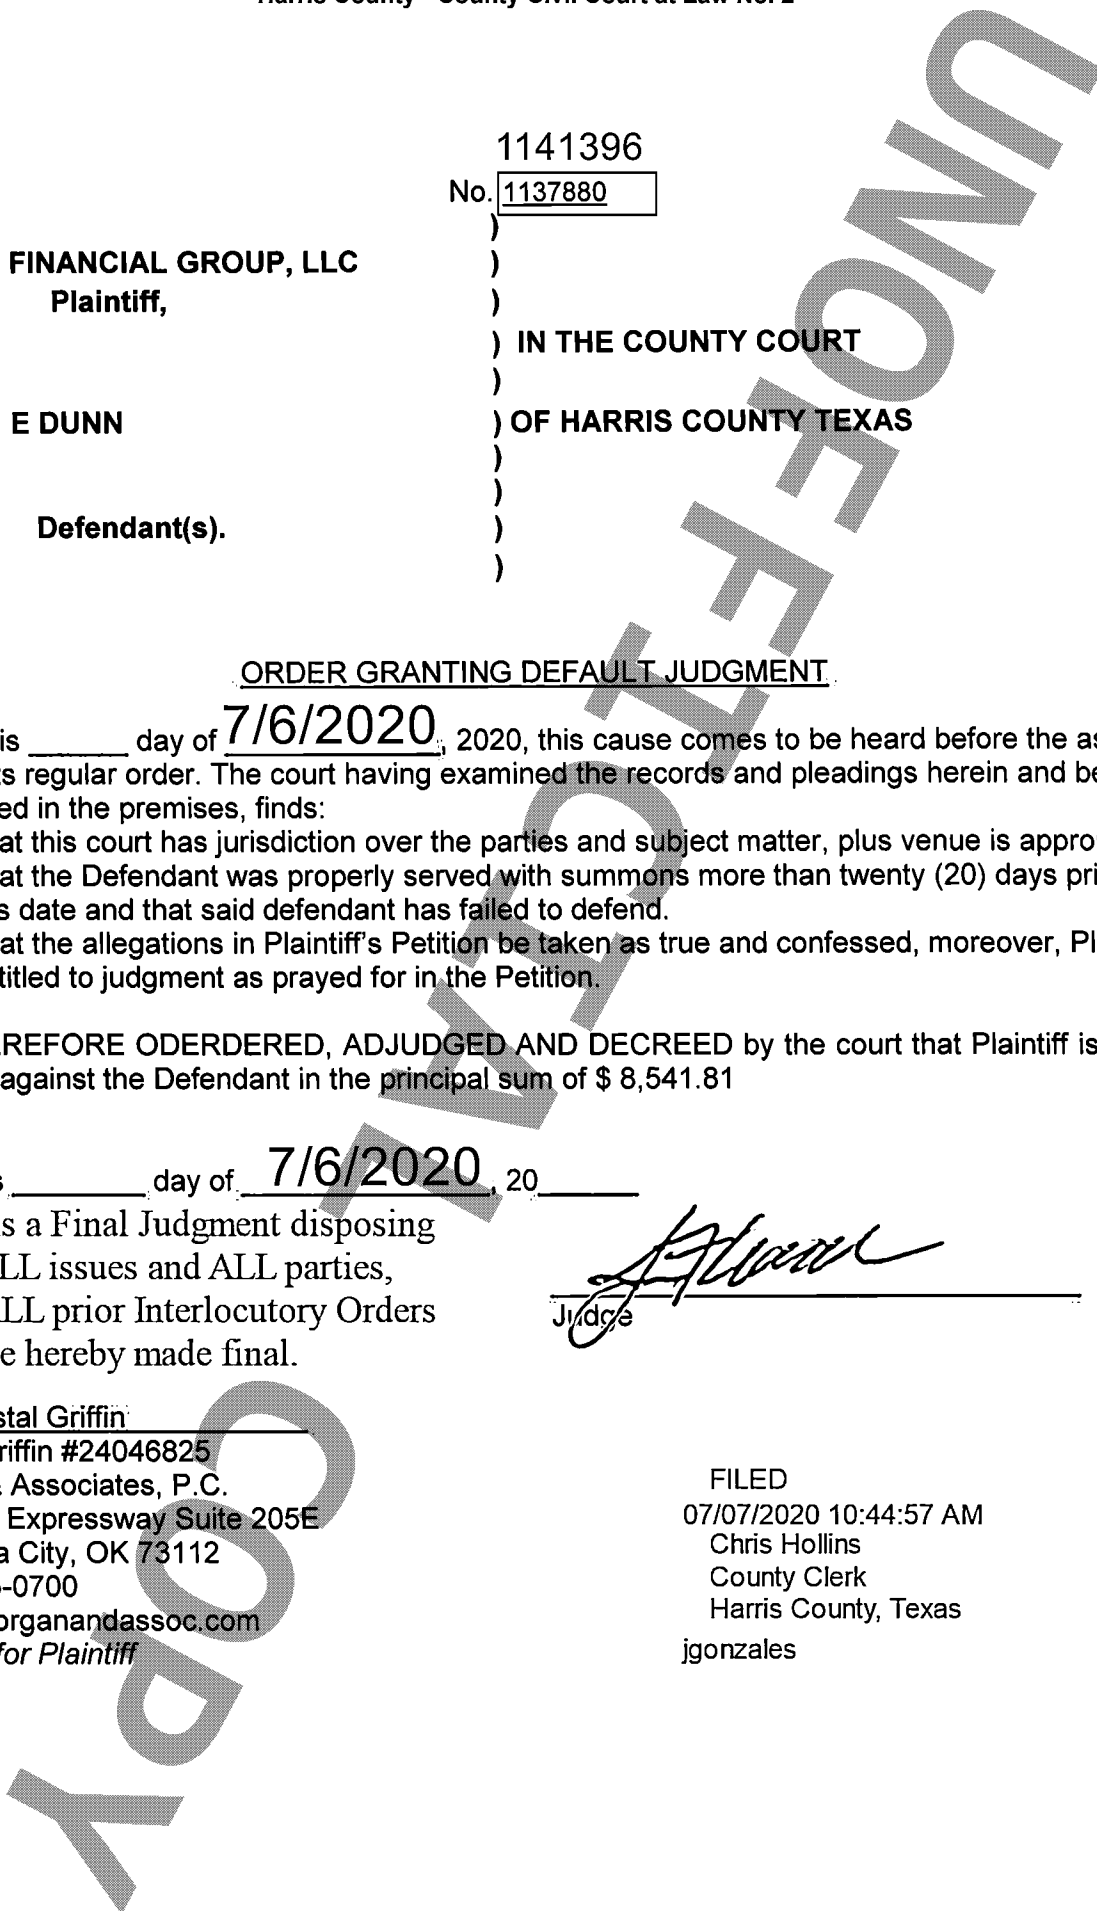 Harris County - County Civil Court at Law No. 2
1141396
No. 1137880
)
FINANCIAL GROUP, LLC )
Plaintiff, )
) IN THE COUNTY COURT
)
E DUNN ) OF HARRIS COUNTY TEXAS
)
)
Defendant(s). )
)
ORDER GRANTING DEFAULT JUDGMENT
is ______ day of 7/6/2020, 2020, this cause comes to be heard before the as
ts regular order. The court having examined the records and pleadings herein and be
ed in the premises, finds:
at this court has jurisdiction over the parties and subject matter, plus venue is appro
at the Defendant was properly served with summons more than twenty (20) days pri
s date and that said defendant has failed to defend.
at the allegations in Plaintiff's Petition be taken as true and confessed, moreover, Pl
titled to judgment as prayed for in the Petition.
REFORE ODERDERED, ADJUDGED AND DECREED by the court that Plaintiff is
against the Defendant in the principal sum of $ 8,541.81
s ________ day of 7/6/2020, 20______
s a Final Judgment disposing
LL issues and ALL parties,
LL prior Interlocutory Orders
e hereby made final.
Judge
stal Griffin
riffin #24046825
& Associates, P.C.
Expressway Suite 205E
a City, OK 73112
-0700
organandassoc.com
for Plaintiff
FILED
07/07/2020 10:44:57 AM
Chris Hollins
County Clerk
Harris County, Texas
jgonzales
UNOFFICIAL COPY